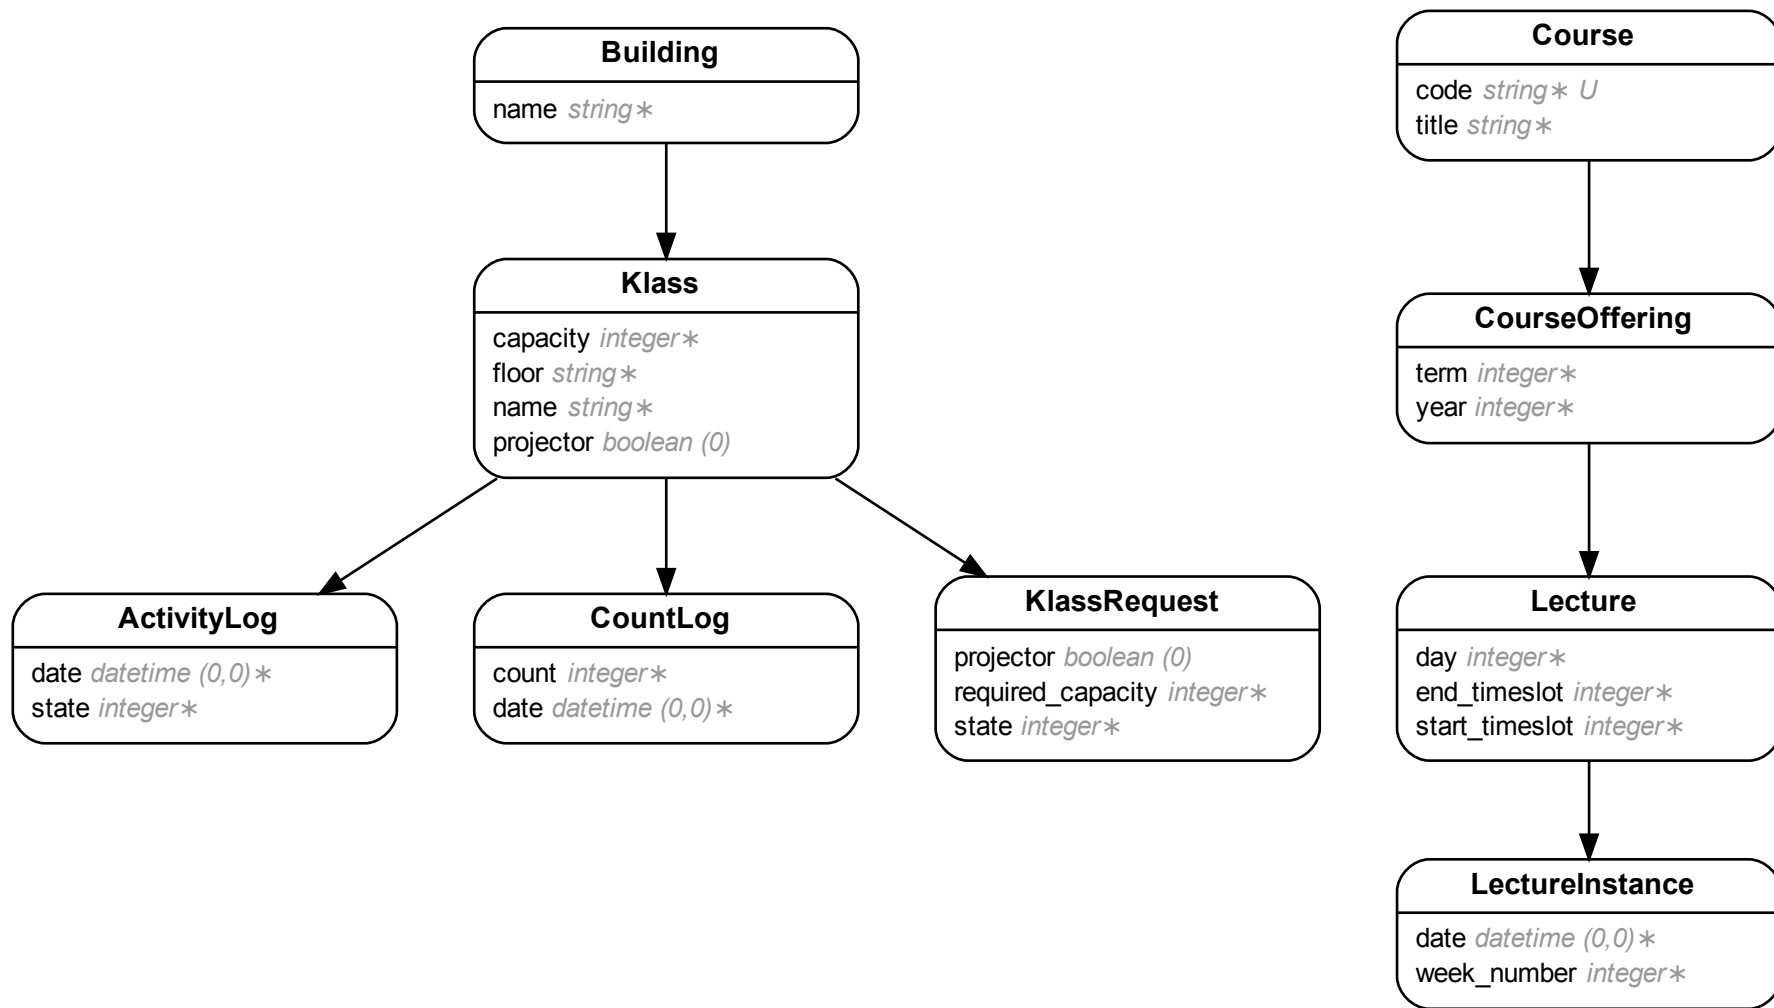 Building
name string∗
Klass
capacity integer∗
floor string∗
name string∗
projector boolean (0)
ActivityLog
date datetime (0,0)∗
state integer∗
CountLog
count integer∗
date datetime (0,0)∗
KlassRequest
projector boolean (0)
required_capacity integer∗
state integer∗
Course
code string∗ U
title string∗
CourseOffering
term integer∗
year integer∗
Lecture
day integer∗
end_timeslot integer∗
start_timeslot integer∗
LectureInstance
date datetime (0,0)∗
week_number integer∗